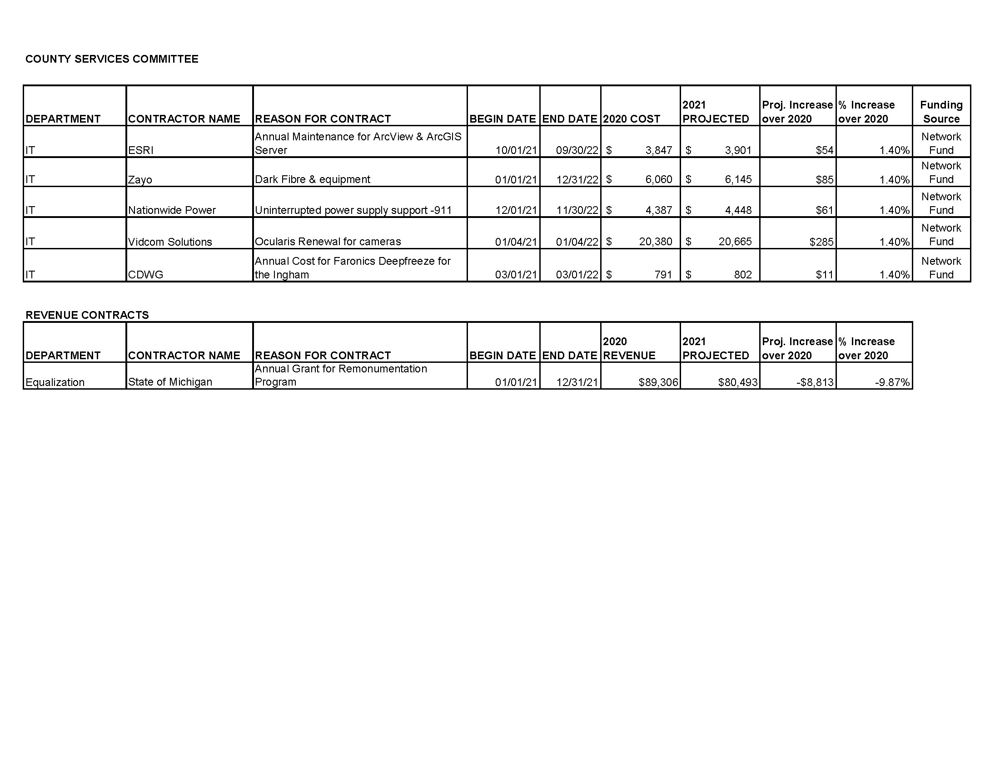 COUNTY SERVICES COMMITTEE
DEPARTMENT CONTRACTOR NAME REASON FOR CONTRACT BEGIN DATE END DATE 2020 COST 2021 PROJECTED Proj. Increase over 2020 % Increase over 2020 Funding Source
IT ESRI Annual Maintenance for ArcView & ArcGIS Server 10/01/21 09/30/22 $ 3,847 $ 3,901 $54 1.40% Network Fund
IT Zayo Dark Fibre & equipment 01/01/21 12/31/22 $ 6,060 $ 6,145 $85 1.40% Network Fund
IT Nationwide Power Uninterrupted power supply support -911 12/01/21 11/30/22 $ 4,387 $ 4,448 $61 1.40% Network Fund
IT Vidcom Solutions Ocularis Renewal for cameras 01/04/21 01/04/22 $ 20,380 $ 20,665 $285 1.40% Network Fund
IT CDWG Annual Cost for Faronics Deepfreeze for the Ingham 03/01/21 03/01/22 $ 791 $ 802 $11 1.40% Network Fund
REVENUE CONTRACTS
DEPARTMENT CONTRACTOR NAME REASON FOR CONTRACT BEGIN DATE END DATE 2020 REVENUE 2021 PROJECTED Proj. Increase over 2020 % Increase over 2020
Equalization State of Michigan Annual Grant for Remonumentation Program 01/01/21 12/31/21 $89,306 $80,493 -$8,813 -9.87%